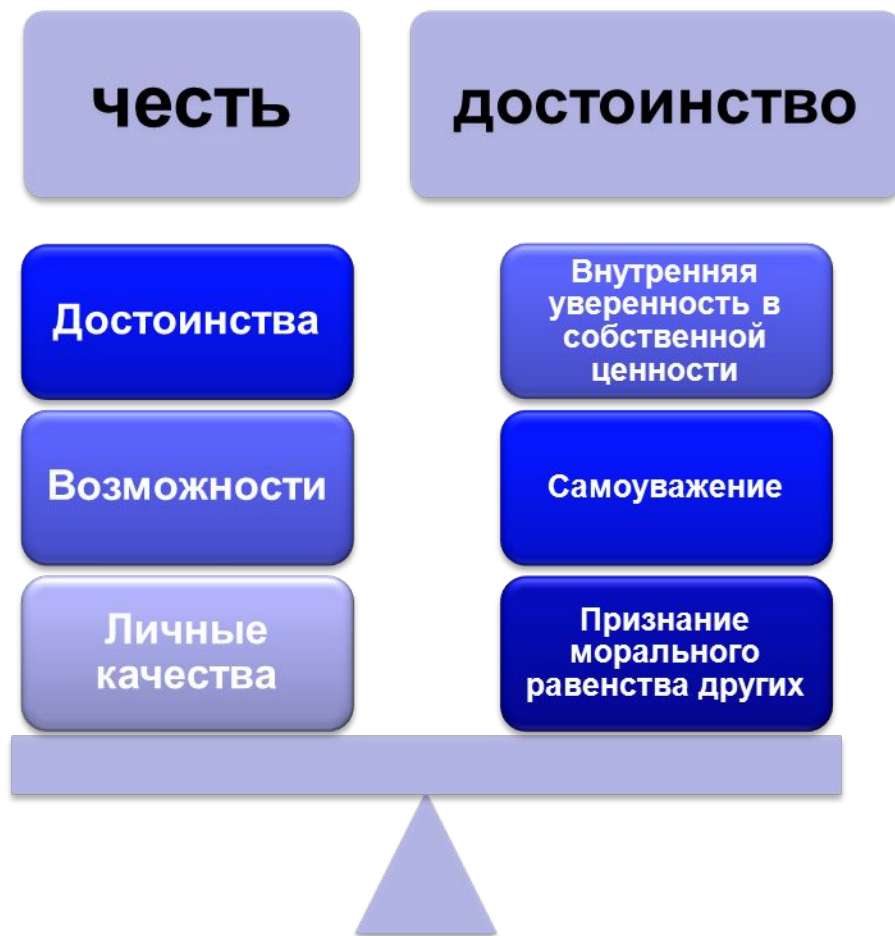 честь
достоинство
Достоинства
Возможности
Личные
качества
Внутренняя
уверенность в
собственной
ценности
Самоуважение
Признание
морального
равенства других